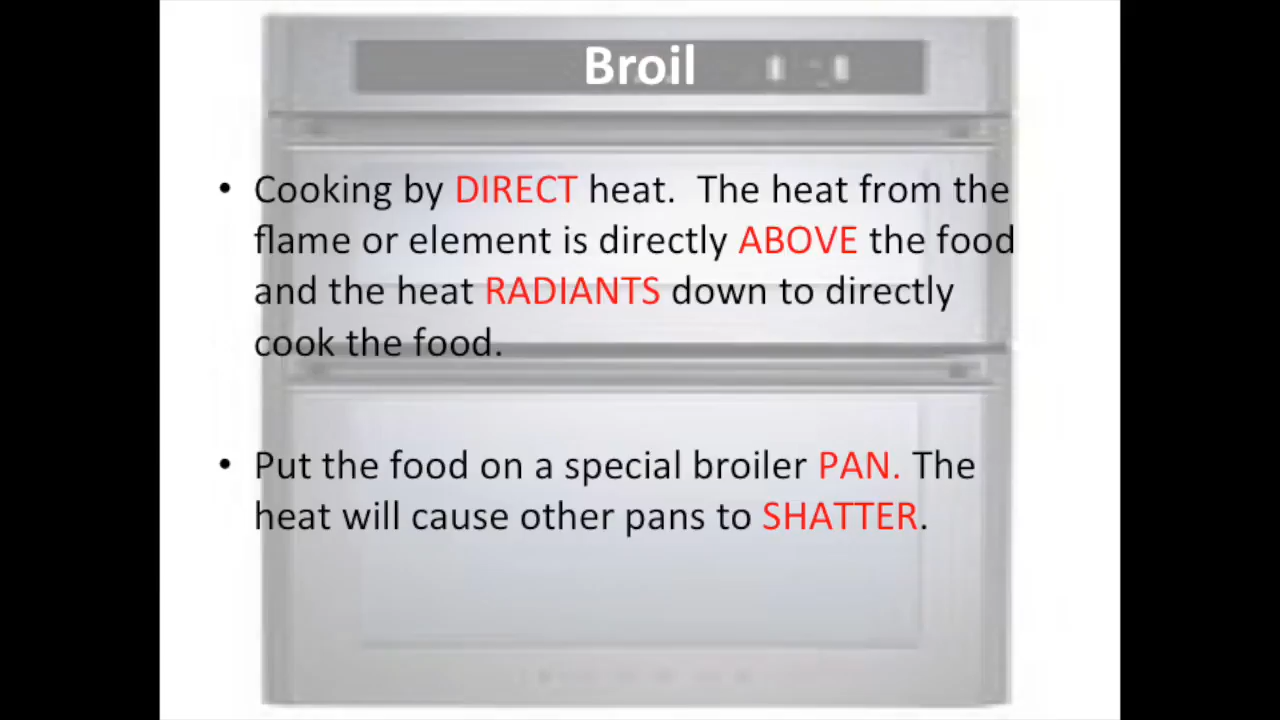 Broil
• Cooking by DIRECT heat.  The heat from the
flame or element is directly ABOVE the food
and the heat RADIANTS down to directly
cook the food.
• Put the food on a special broiler PAN. The
heat will cause other pans to SHATTER.